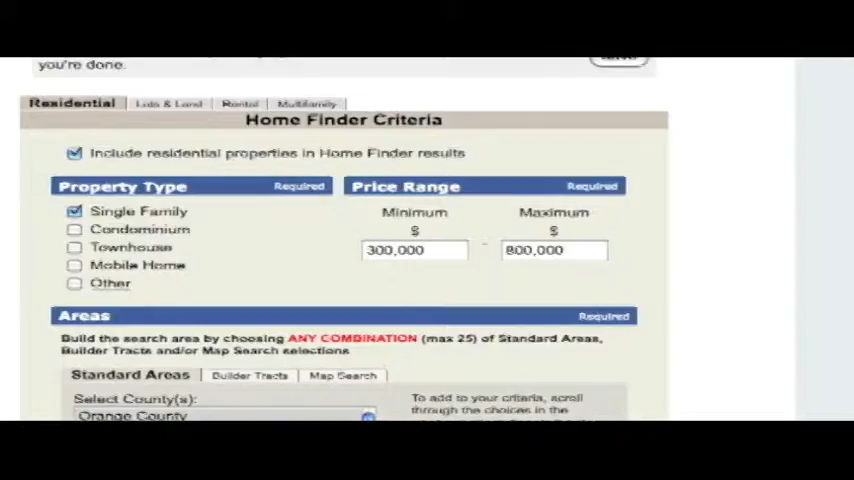 you're done.
Residential Lots & Land Rental Multifamily
Home Finder Criteria
Include residential properties in Home Finder results
Property Type Required Price Range Required
Single Family Minimum Maximum
Condominium $ $
Townhouse 300,000 - 800,000
Mobile Home
Other
Areas Required
Build the search area by choosing ANY COMBINATION (max 25) of Standard Areas,
Builder Tracts and/or Map Search selections
Standard Areas Builder Tracts Map Search
Select County(s): To add to your criteria, scroll
Orange County through the choices in the